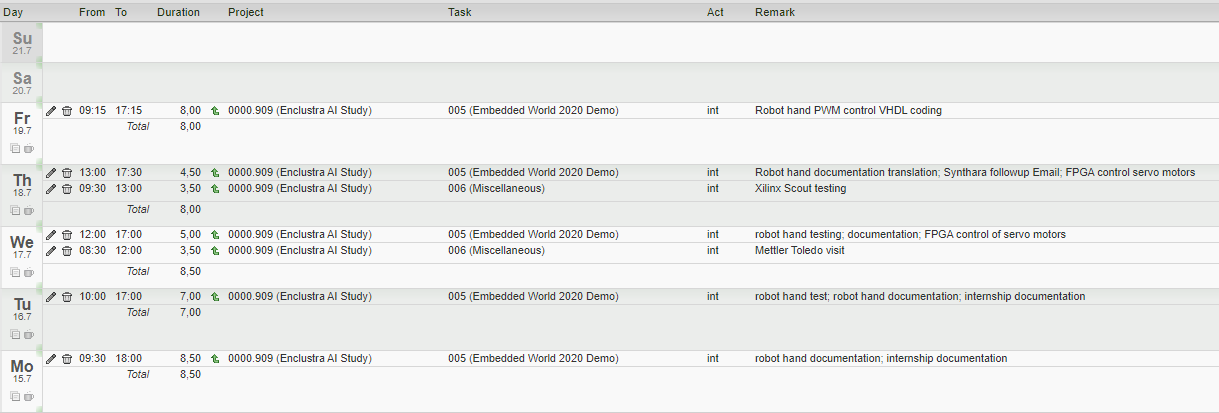 Day From To Duration Project Task Act Remark
Su
21.7
Sa
20.7
Fr
19.7
09:15 17:15 8,00 0000.909 (Enclustra AI Study) 005 (Embedded World 2020 Demo) int Robot hand PWM control VHDL coding
Total 8,00
Th
18.7
13:00 17:30 4,50 0000.909 (Enclustra AI Study) 005 (Embedded World 2020 Demo) int Robot hand documentation translation; Synthara followup Email; FPGA control servo motors
09:30 13:00 3,50 0000.909 (Enclustra AI Study) 006 (Miscellaneous) int Xilinx Scout testing
Total 8,00
We
17.7
12:00 17:00 5,00 0000.909 (Enclustra AI Study) 005 (Embedded World 2020 Demo) int robot hand testing; documentation; FPGA control of servo motors
08:30 12:00 3,50 0000.909 (Enclustra AI Study) 006 (Miscellaneous) int Mettler Toledo visit
Total 8,50
Tu
16.7
10:00 17:00 7,00 0000.909 (Enclustra AI Study) 005 (Embedded World 2020 Demo) int robot hand test; robot hand documentation; internship documentation
Total 7,00
Mo
15.7
09:30 18:00 8,50 0000.909 (Enclustra AI Study) 005 (Embedded World 2020 Demo) int robot hand documentation; internship documentation
Total 8,50